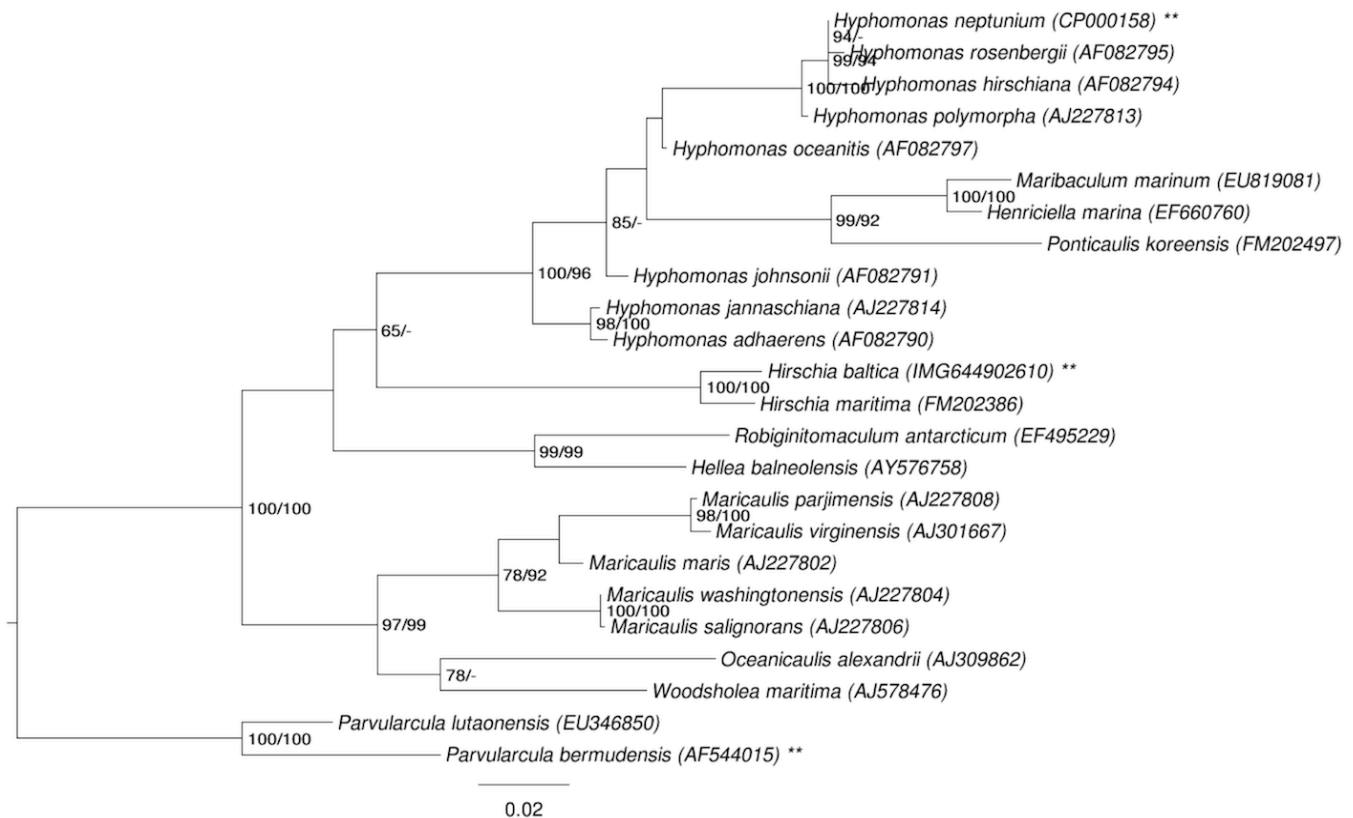 Hyphomonas neptunium (CP000158) **
94/-
Hyphomonas rosenbergii (AF082795)
99/94
Hyphomonas hirschiana (AF082794)
100/100
Hyphomonas polymorpha (AJ227813)
Hyphomonas oceanitis (AF082797)
Maribaculum marinum (EU819081)
100/100
Henriciella marina (EF660760)
99/92
Ponticaulis koreensis (FM202497)
85/-
Hyphomonas johnsonii (AF082791)
100/96
Hyphomonas jannaschiana (AJ227814)
98/100
Hyphomonas adhaerens (AF082790)
65/-
Hirschia baltica (IMG644902610) **
100/100
Hirschia maritima (FM202386)
Robiginitomaculum antarcticum (EF495229)
99/99
Hellea balneolensis (AY576758)
Maricaulis parjimensis (AJ227808)
100/100
98/100
Maricaulis virginensis (AJ301667)
Maricaulis maris (AJ227802)
78/92
Maricaulis washingtonensis (AJ227804)
100/100
Maricaulis salignorans (AJ227806)
97/99
Oceanicaulis alexandrii (AJ309862)
78/-
Woodsholea maritima (AJ578476)
Parvularcula lutaonensis (EU346850)
100/100
Parvularcula bermudensis (AF544015) **
0.02